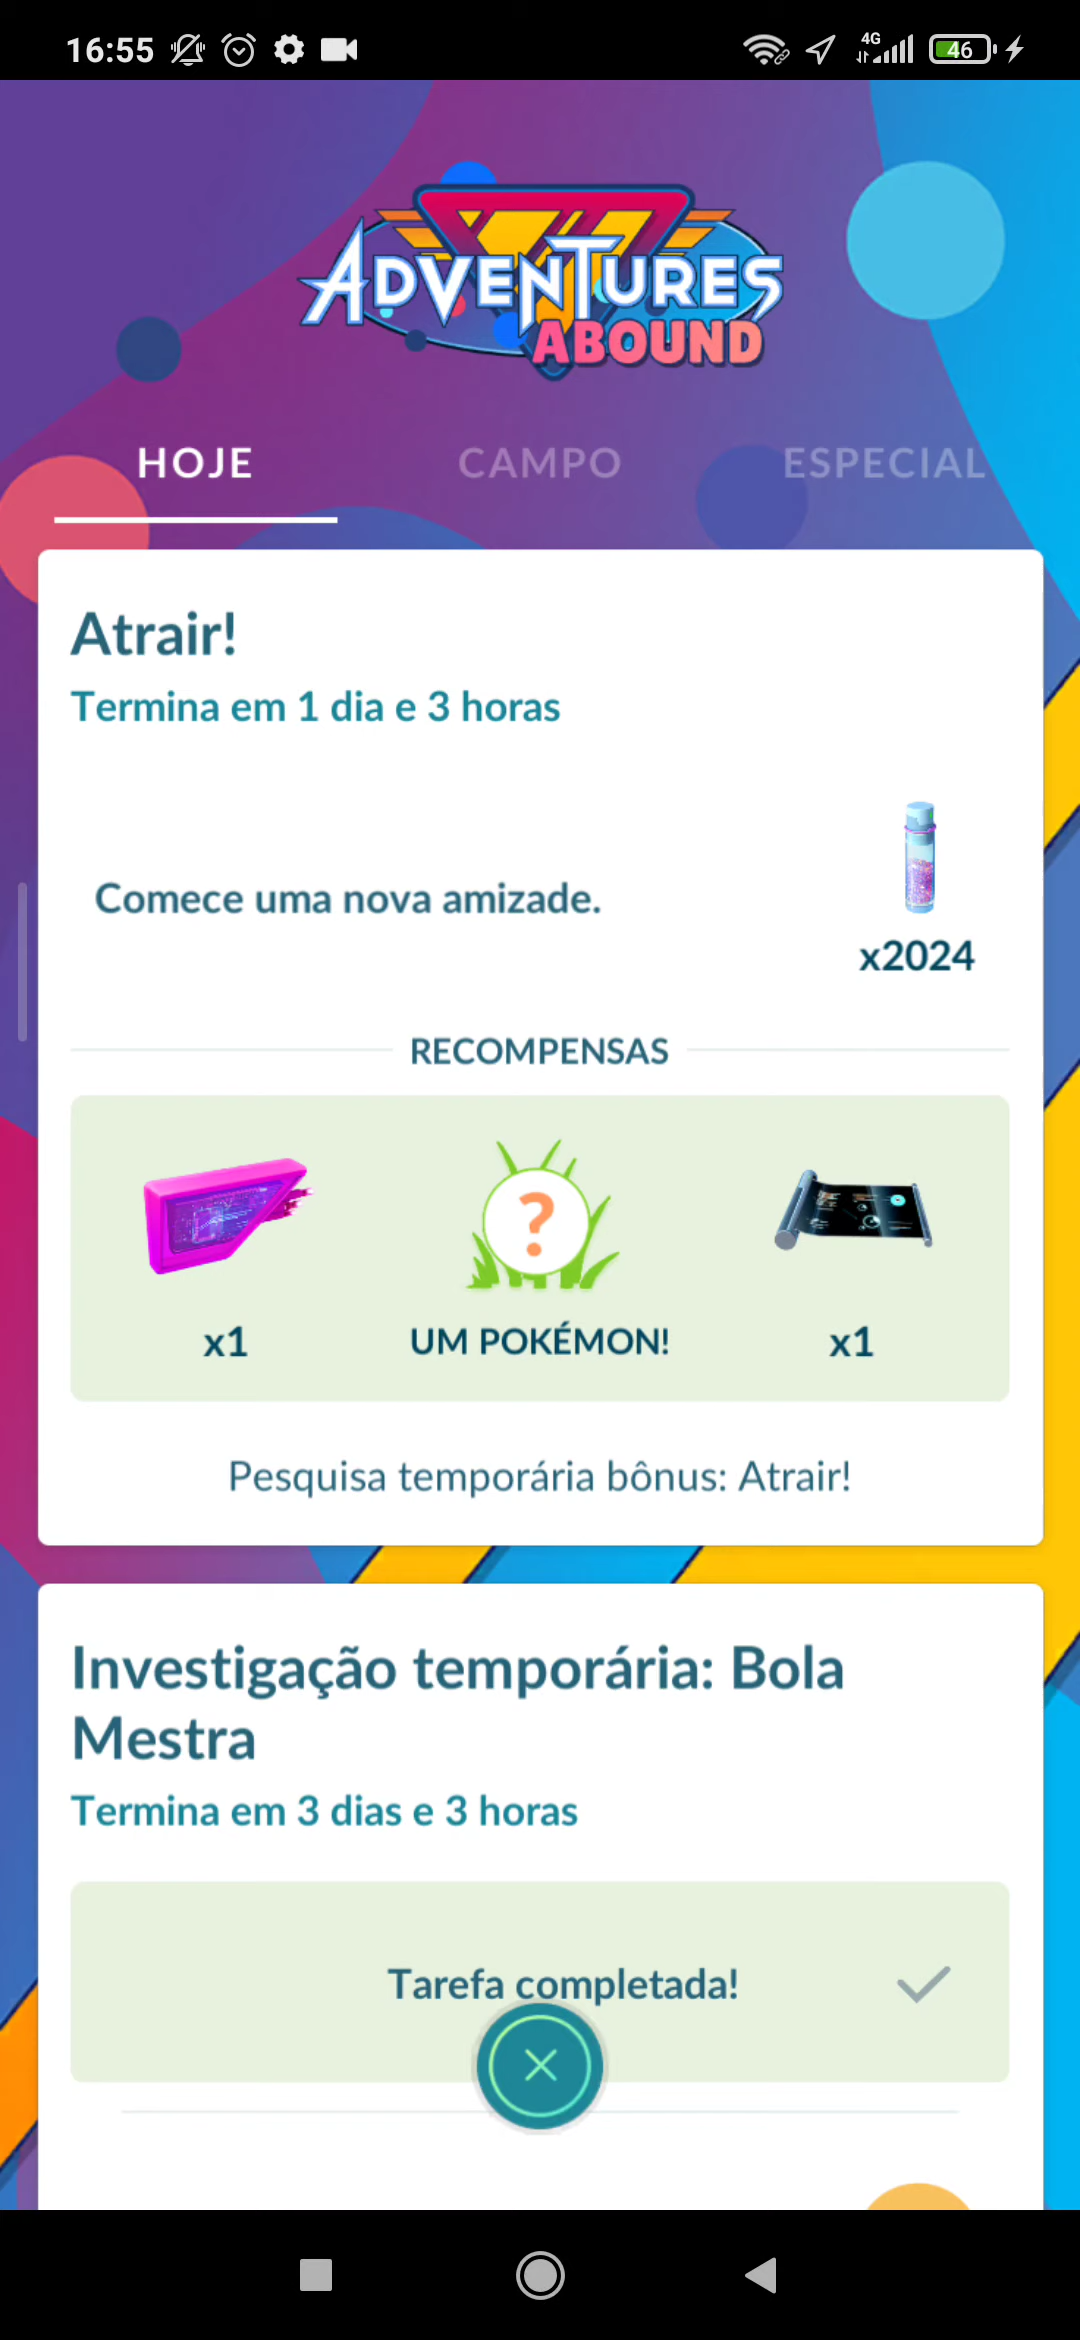 16:55
4G
46
ADVENTURES
ABOUND
HOJE
CAMPO
ESPECIAL
Atrair!
Termina em 1 dia e 3 horas
Comece uma nova amizade.
x2024
RECOMPENSAS
?
x1
UM POKÉMON!
x1
Pesquisa temporária bônus: Atrair!
Investigação temporária: Bola
Mestra
Termina em 3 dias e 3 horas
Tarefa completada!